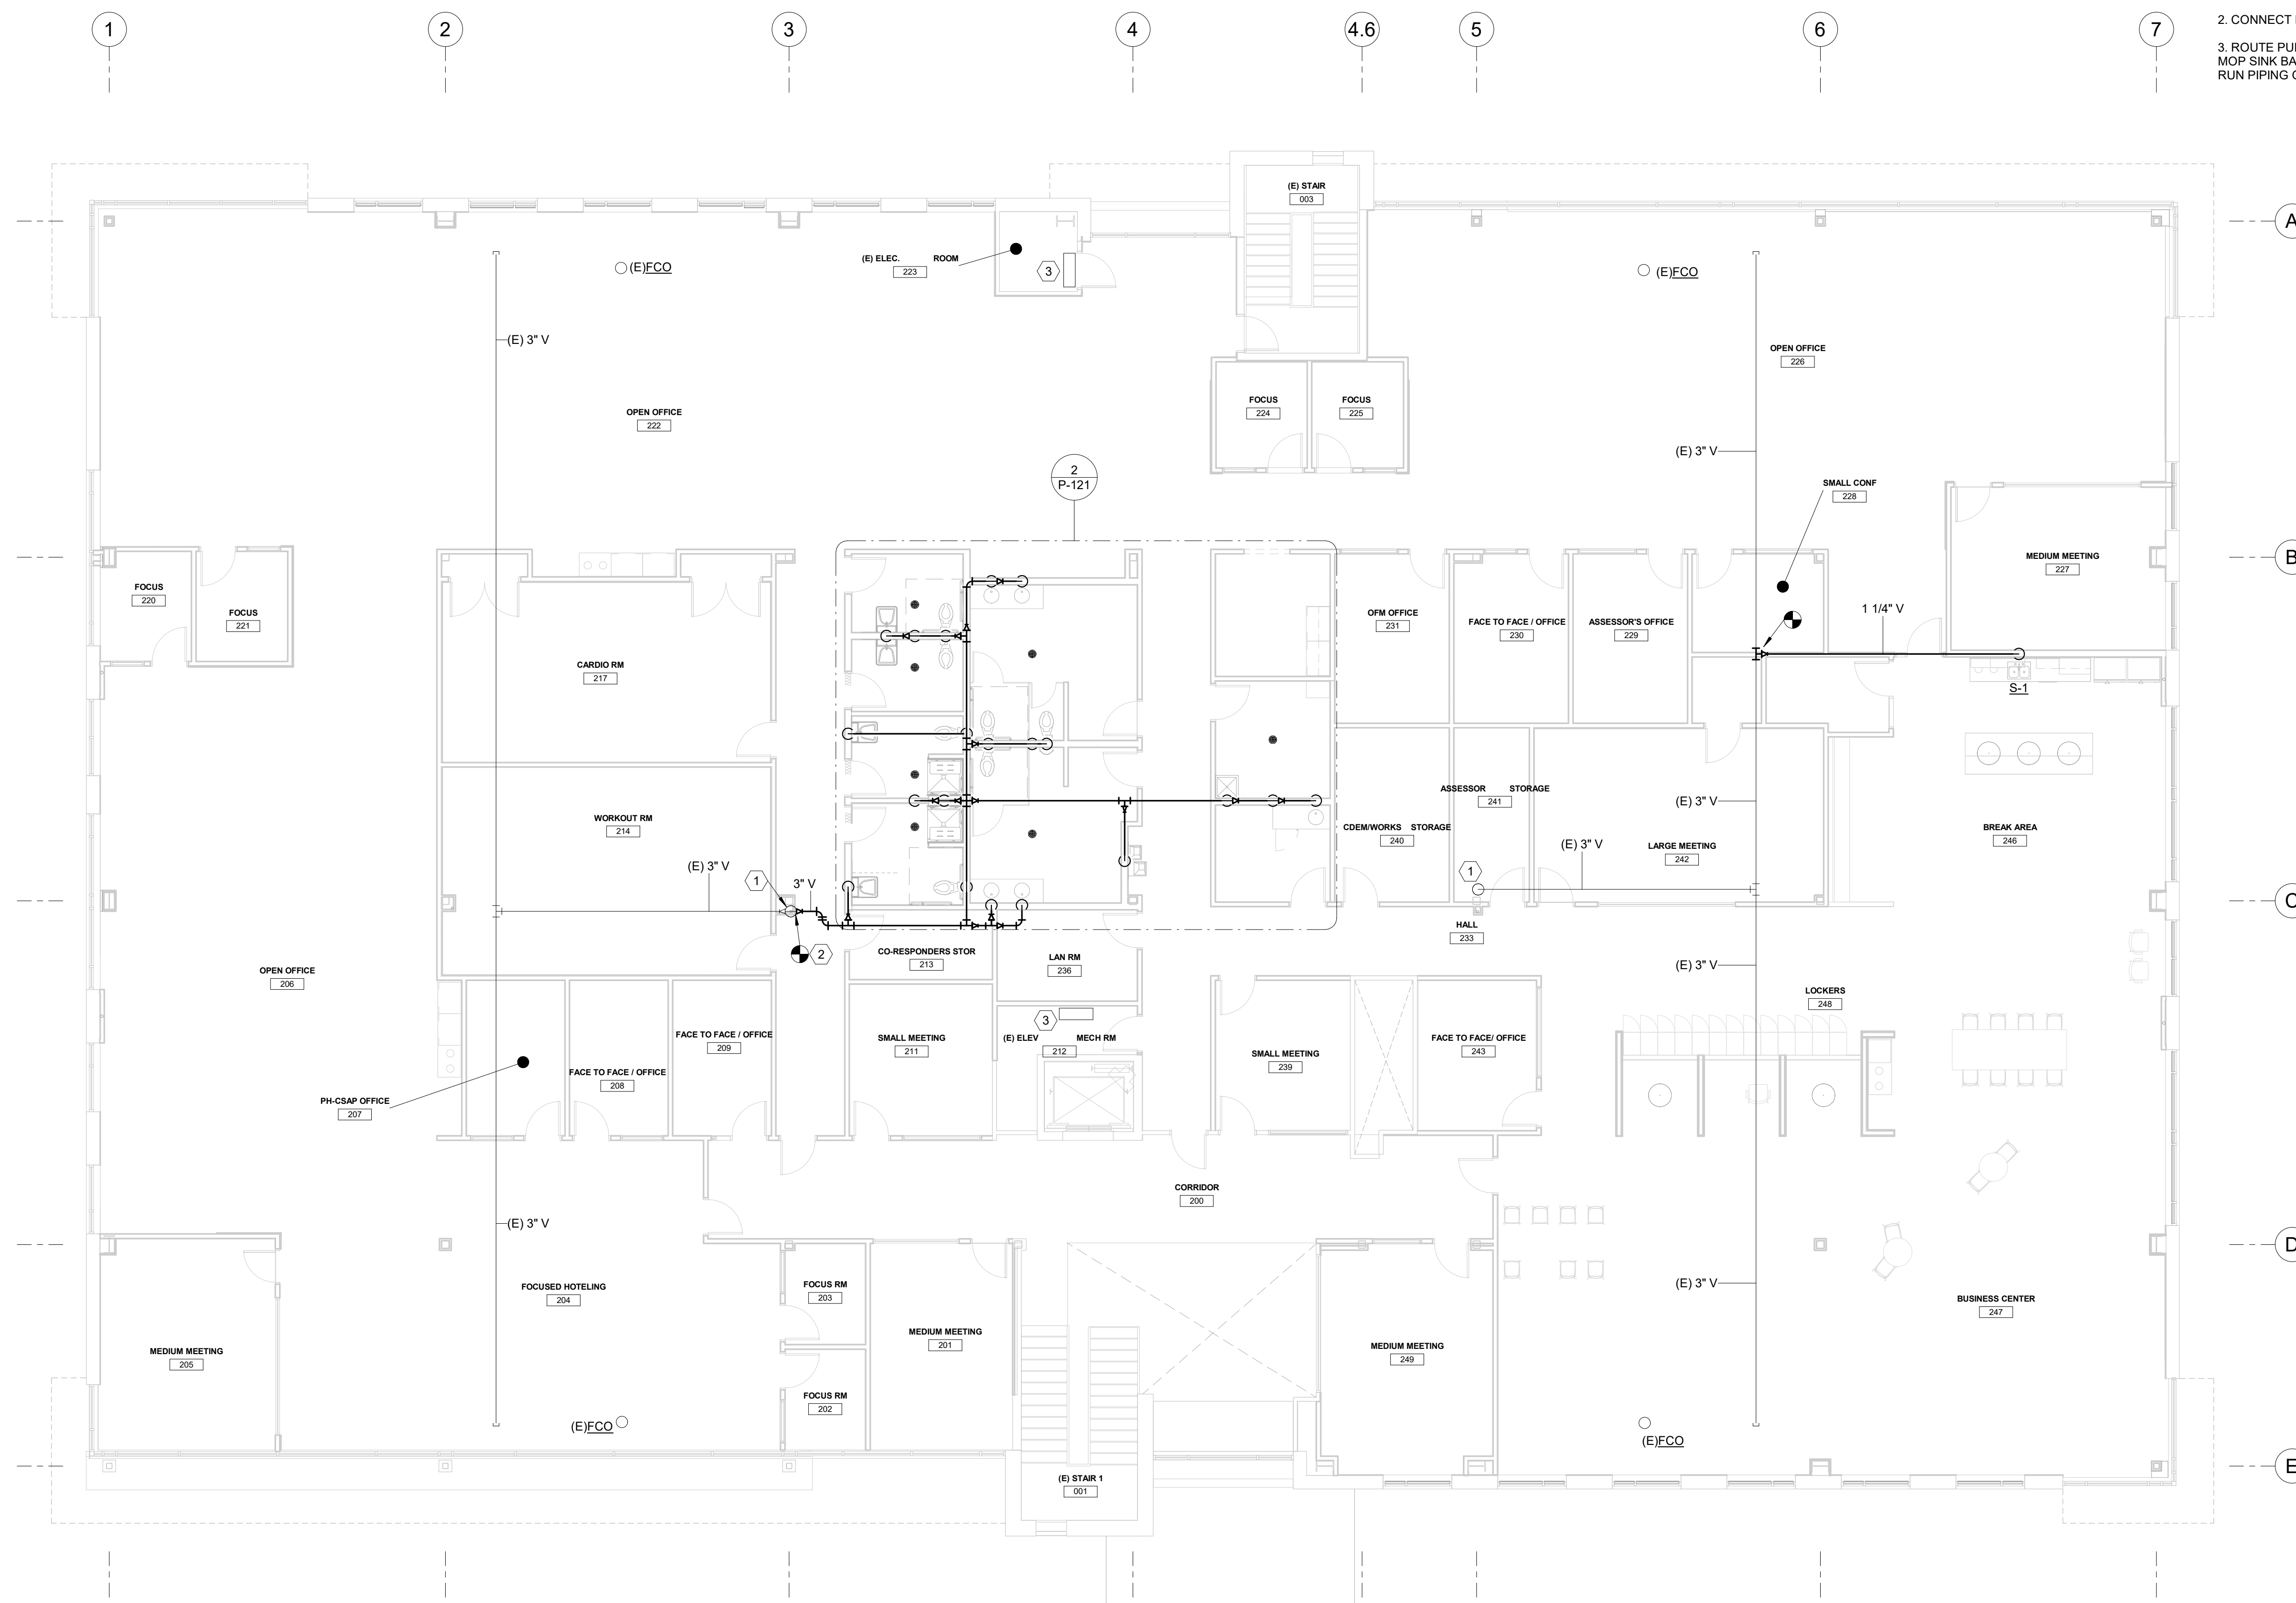 1
2
3
4
4.6
5
6
7
2. CONNECT
3. ROUTE
MOP SINK
RUN PIPING
(E) STAIR
003
A
(E) ELEC. ROOM
223
3
(E)FCO
(E)FCO
(E) 3" V
OPEN OFFICE
226
OPEN OFFICE
222
FOCUS
224
FOCUS
225
(E) 3" V
2
P-121
SMALL CONF
228
B
MEDIUM MEETING
227
FOCUS
220
FOCUS
221
OFM OFFICE
231
FACE TO FACE / OFFICE
230
ASSESSOR'S OFFICE
229
1 1/4" V
CARDIO RM
217
S-1
ASSESSOR STORAGE
241
(E) 3" V
WORKOUT RM
214
CDEM/WORKS STORAGE
240
BREAK AREA
246
(E) 3" V
LARGE MEETING
242
(E) 3" V
1
3" V
1
C
2
HALL
233
CO-RESPONDERS STOR
213
LAN RM
236
(E) 3" V
OPEN OFFICE
206
LOCKERS
248
3
FACE TO FACE / OFFICE
209
SMALL MEETING
211
(E) ELEV MECH RM
212
SMALL MEETING
239
FACE TO FACE/ OFFICE
243
FACE TO FACE / OFFICE
208
PH-CSAP OFFICE
207
CORRIDOR
200
(E) 3" V
D
FOCUSED HOTELING
204
FOCUS RM
203
(E) 3" V
BUSINESS CENTER
247
MEDIUM MEETING
205
MEDIUM MEETING
201
MEDIUM MEETING
249
FOCUS RM
202
(E)FCO
(E)FCO
E
(E) STAIR 1
001